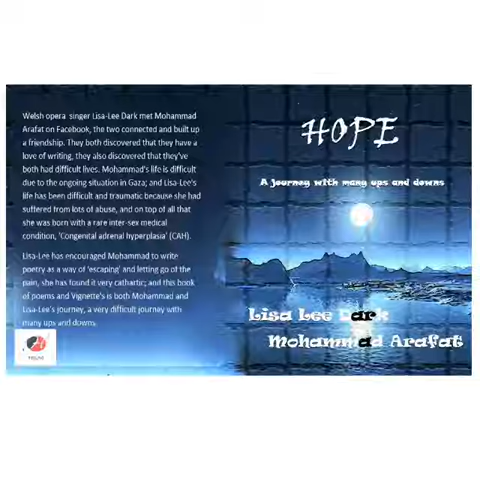 Welsh opera singer Lisa-Lee Dark met Mohammad
Arafat on Facebook, the two connected and built up
a friendship. They both discovered that they have a
love of writing, they also discovered that they've
both had difficult lives. Mohammad's life is difficult
due to the ongoing situation in Gaza; and Lisa-Lee's
life has been difficult and traumatic because she had
suffered from lots of abuse, and on top of all that
she was born with a rare inter-sex medical
condition, 'Congenital adrenal hyperplasia' (CAH).
Lisa-Lee has encouraged Mohammad to write
poetry as a way of 'escaping' and letting go of the
pain, she has found it very cathartic; and this book
of poems and Vignette's is both Mohammad and
Lisa-Lee's journey, a very difficult journey with
many ups and downs.
HOPE
A journey with many ups and downs
Lisa Lee Dark
Mohammad Arafat